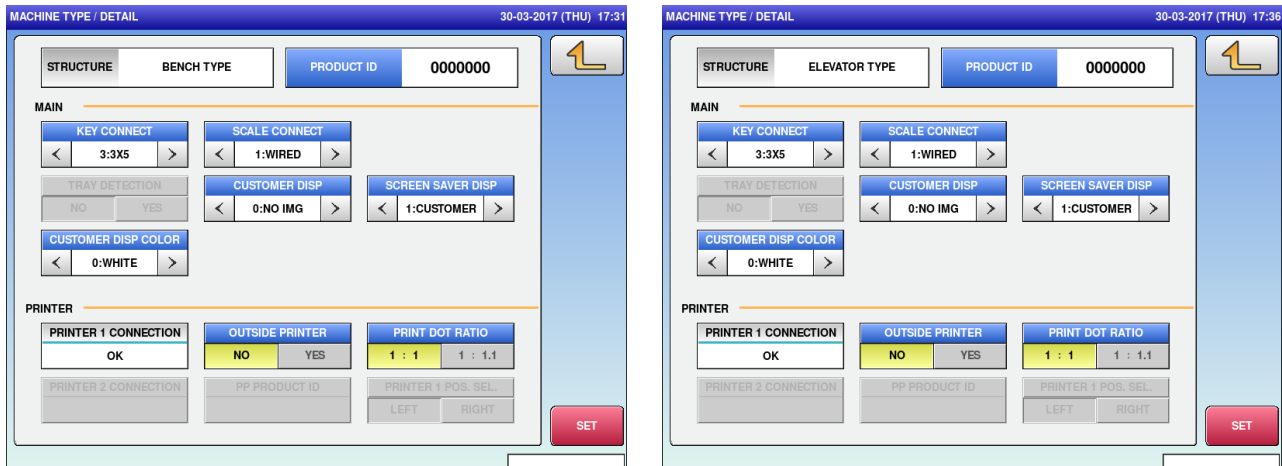 MACHINE TYPE / DETAIL 30-03-2017 (THU) 17:31
STRUCTURE BENCH TYPE PRODUCT ID 0000000
MAIN
KEY CONNECT SCALE CONNECT
< 3:3X5 > < 1:WIRED >
TRAY DETECTION CUSTOMER DISP SCREEN SAVER DISP
NO YES < 0:NO IMG > < 1:CUSTOMER >
CUSTOMER DISP COLOR
< 0:WHITE >
PRINTER
PRINTER 1 CONNECTION OUTSIDE PRINTER PRINT DOT RATIO
OK NO YES 1 : 1 1 : 1.1
PRINTER 2 CONNECTION PP PRODUCT ID PRINTER 1 POS. SEL.
LEFT RIGHT
SET
MACHINE TYPE / DETAIL 30-03-2017 (THU) 17:36
STRUCTURE ELEVATOR TYPE PRODUCT ID 0000000
MAIN
KEY CONNECT SCALE CONNECT
< 3:3X5 > < 1:WIRED >
TRAY DETECTION CUSTOMER DISP SCREEN SAVER DISP
NO YES < 0:NO IMG > < 1:CUSTOMER >
CUSTOMER DISP COLOR
< 0:WHITE >
PRINTER
PRINTER 1 CONNECTION OUTSIDE PRINTER PRINT DOT RATIO
OK NO YES 1 : 1 1 : 1.1
PRINTER 2 CONNECTION PP PRODUCT ID PRINTER 1 POS. SEL.
LEFT RIGHT
SET